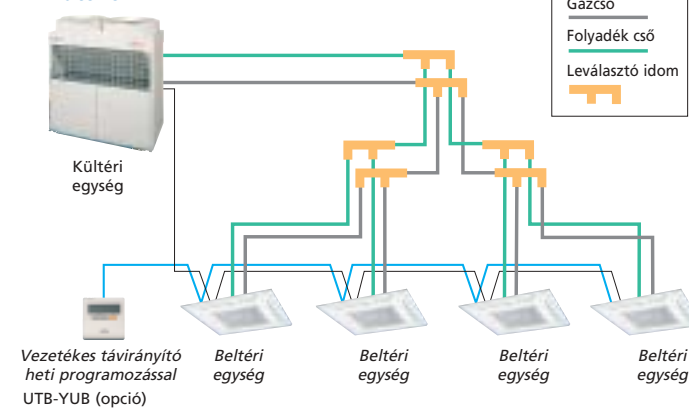 Gázcső
Folyadék cső
Leválasztó idom
Kültéri
egység
Vezetékes távirányító
heti programozással
UTB-YUB (opció)
Beltéri
egység
Beltéri
egység
Beltéri
egység
Beltéri
egység